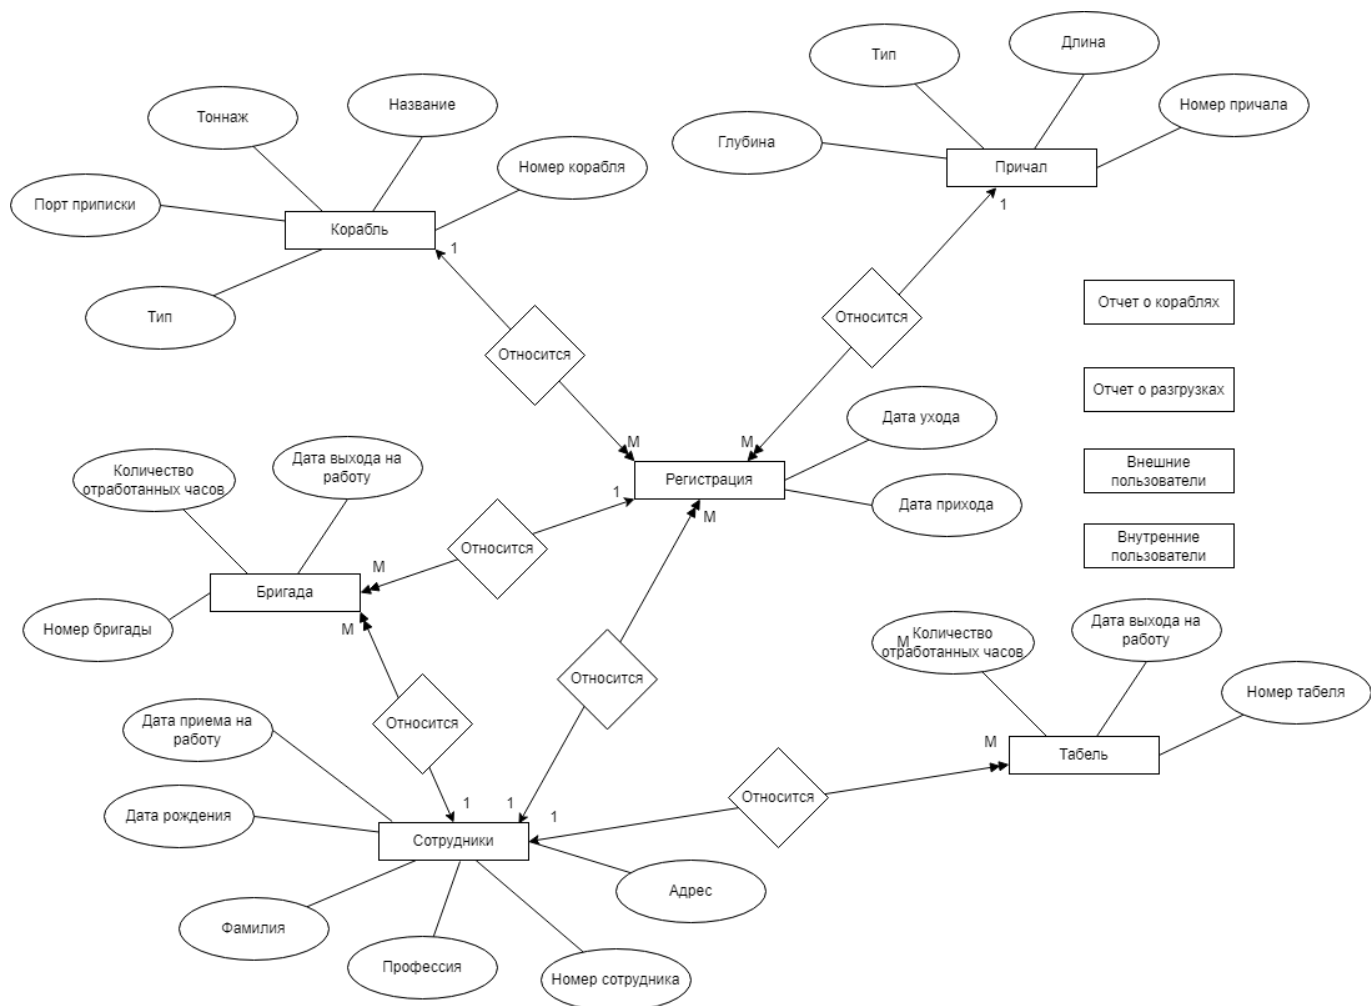 Тип
Длина
Номер причала
Глубина
Причал
1
Тоннаж
Название
Номер корабля
Порт приписки
Корабль
1
Тип
Относится
Относится
Отчет о кораблях
Отчет о разгрузках
Внешние
пользователи
Внутренние
пользователи
Дата ухода
Дата прихода
М
М
Регистрация
1
М
Количество
отработанных часов
Дата выхода на
работу
Относится
М
Бригада
Номер бригады
М
Относится
Относится
Количество
отработанных часов
М
Дата выхода на
работу
Номер табеля
М
Табель
Относится
Дата приема на
работу
Дата рождения
1
1
1
Сотрудники
Адрес
Фамилия
Профессия
Номер сотрудника